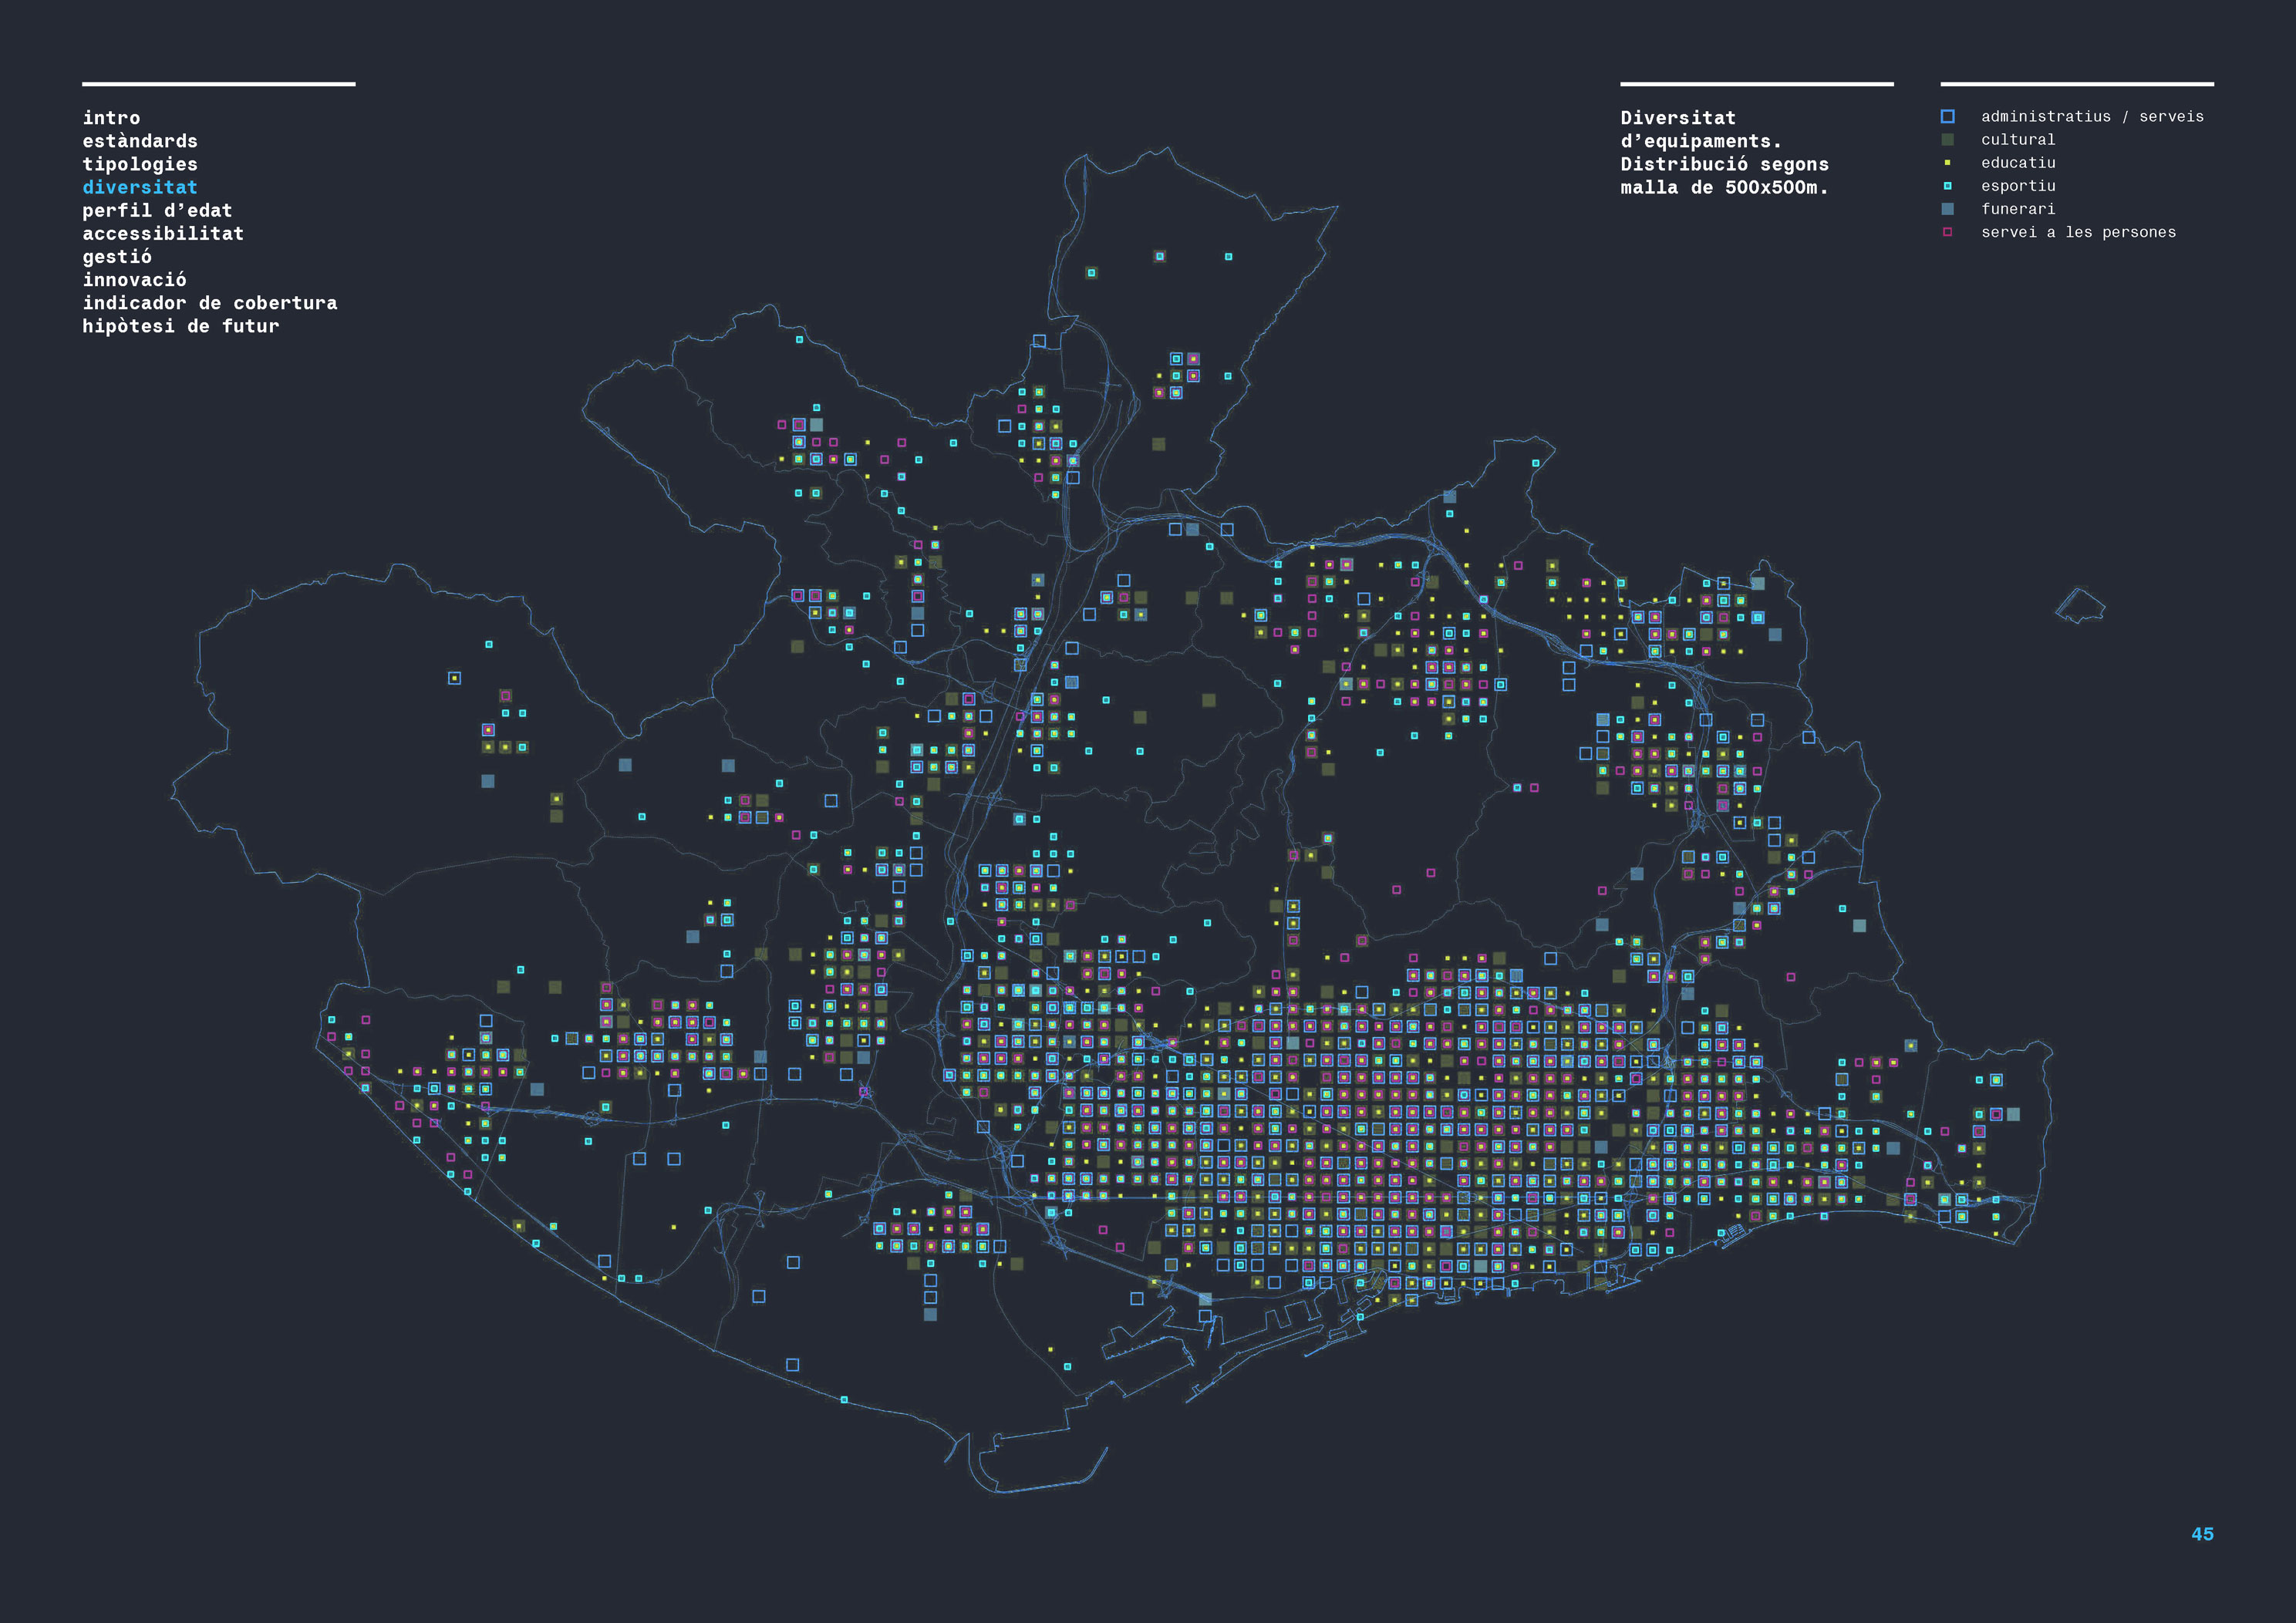 intro
estàndards
tipologies
diversitat
perfil d’edat
accessibilitat
gestió
innovació
indicador de cobertura
hipòtesi de futur
Diversitat
d’equipaments.
Distribució segons
malla de 500x500m.
administratius / serveis
cultural
educatiu
esportiu
funerari
servei a les persones
45